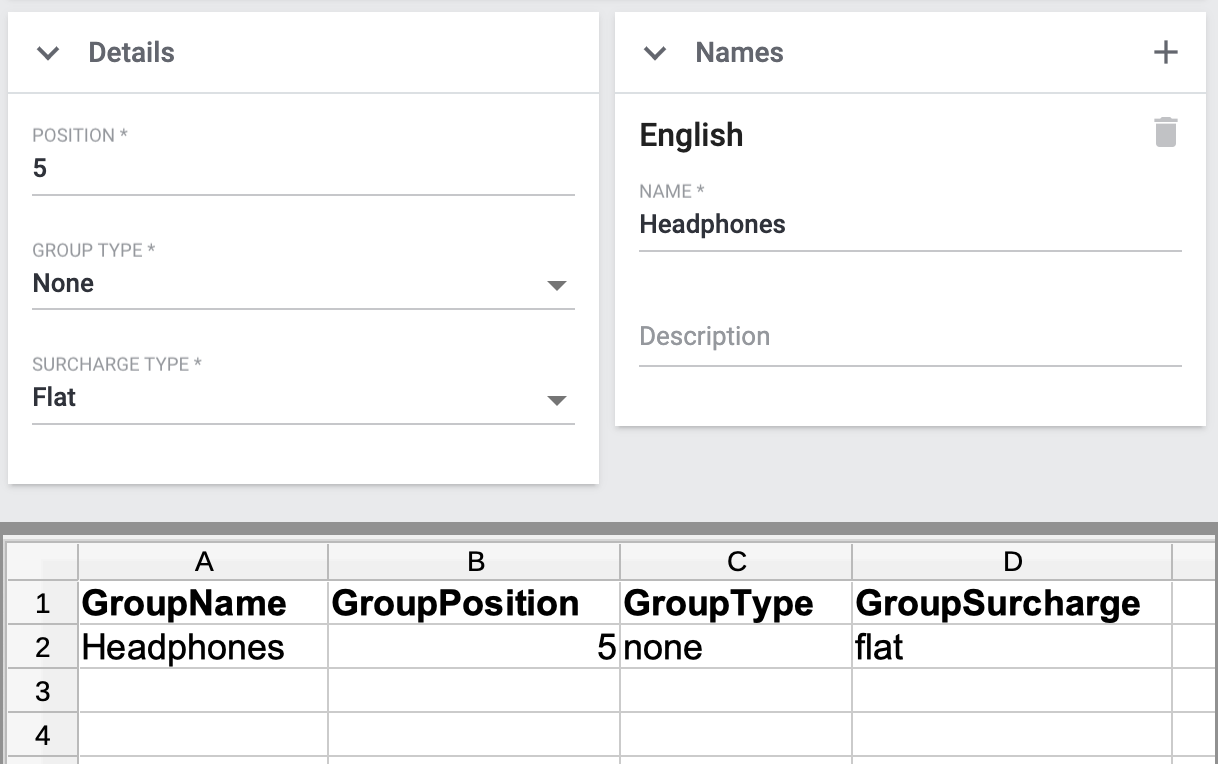 Details
POSITION *
5
GROUP TYPE *
None
SURCHARGE TYPE *
Flat
Names
English
NAME *
Headphones
Description
A B C D
1 GroupName GroupPosition GroupType GroupSurcharge
2 Headphones 5 none flat
3
4